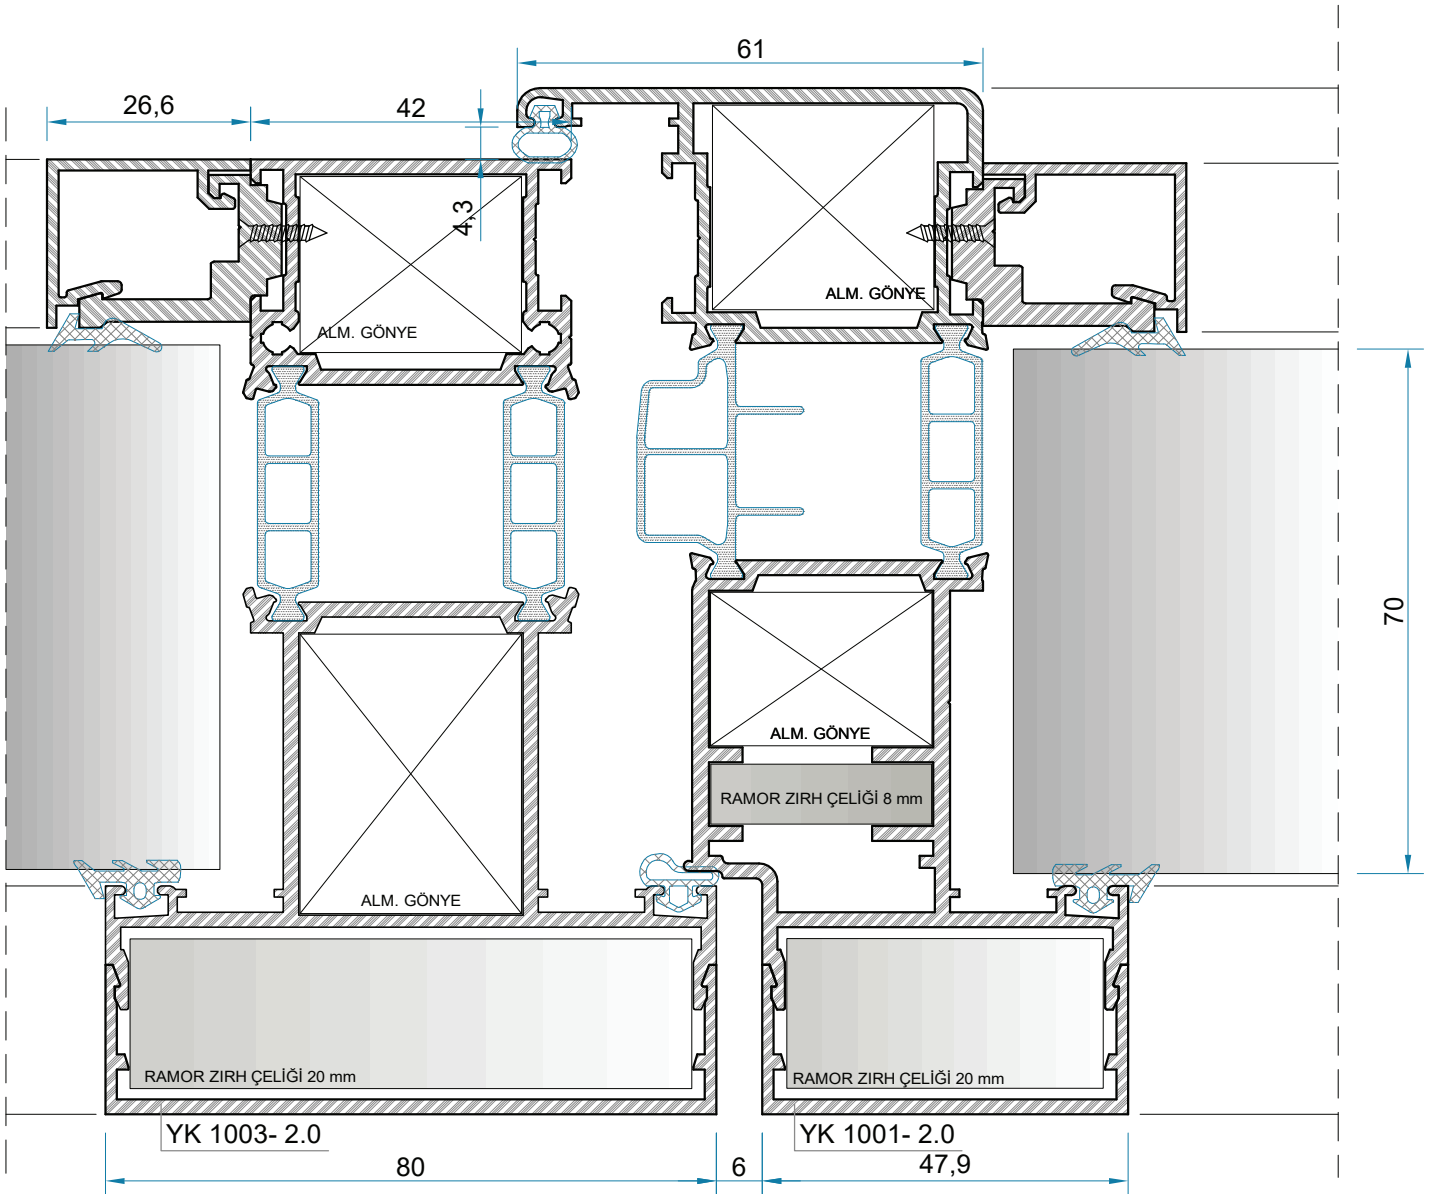 61
26,6
42
4,3
ALM. GÖNYE
ALM. GÖNYE
70
ALM. GÖNYE
RAMOR ZIRH ÇELİĞİ 8 mm
ALM. GÖNYE
RAMOR ZIRH ÇELİĞİ 20 mm
RAMOR ZIRH ÇELİĞİ 20 mm
YK 1003- 2.0
YK 1001- 2.0
80
6
47,9